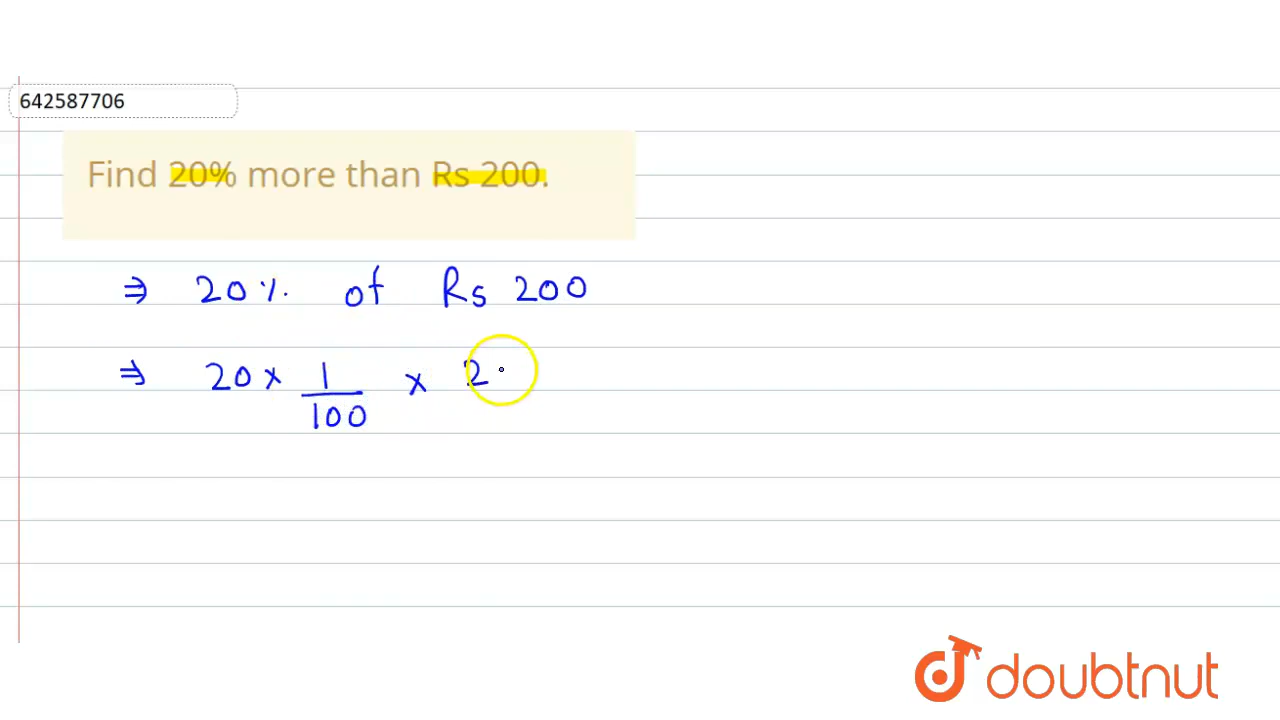 642587706
Find 20% more than Rs 200.
⇒ 20% of Rs 200
⇒ 20 × 1/100 × 2
doubtnut